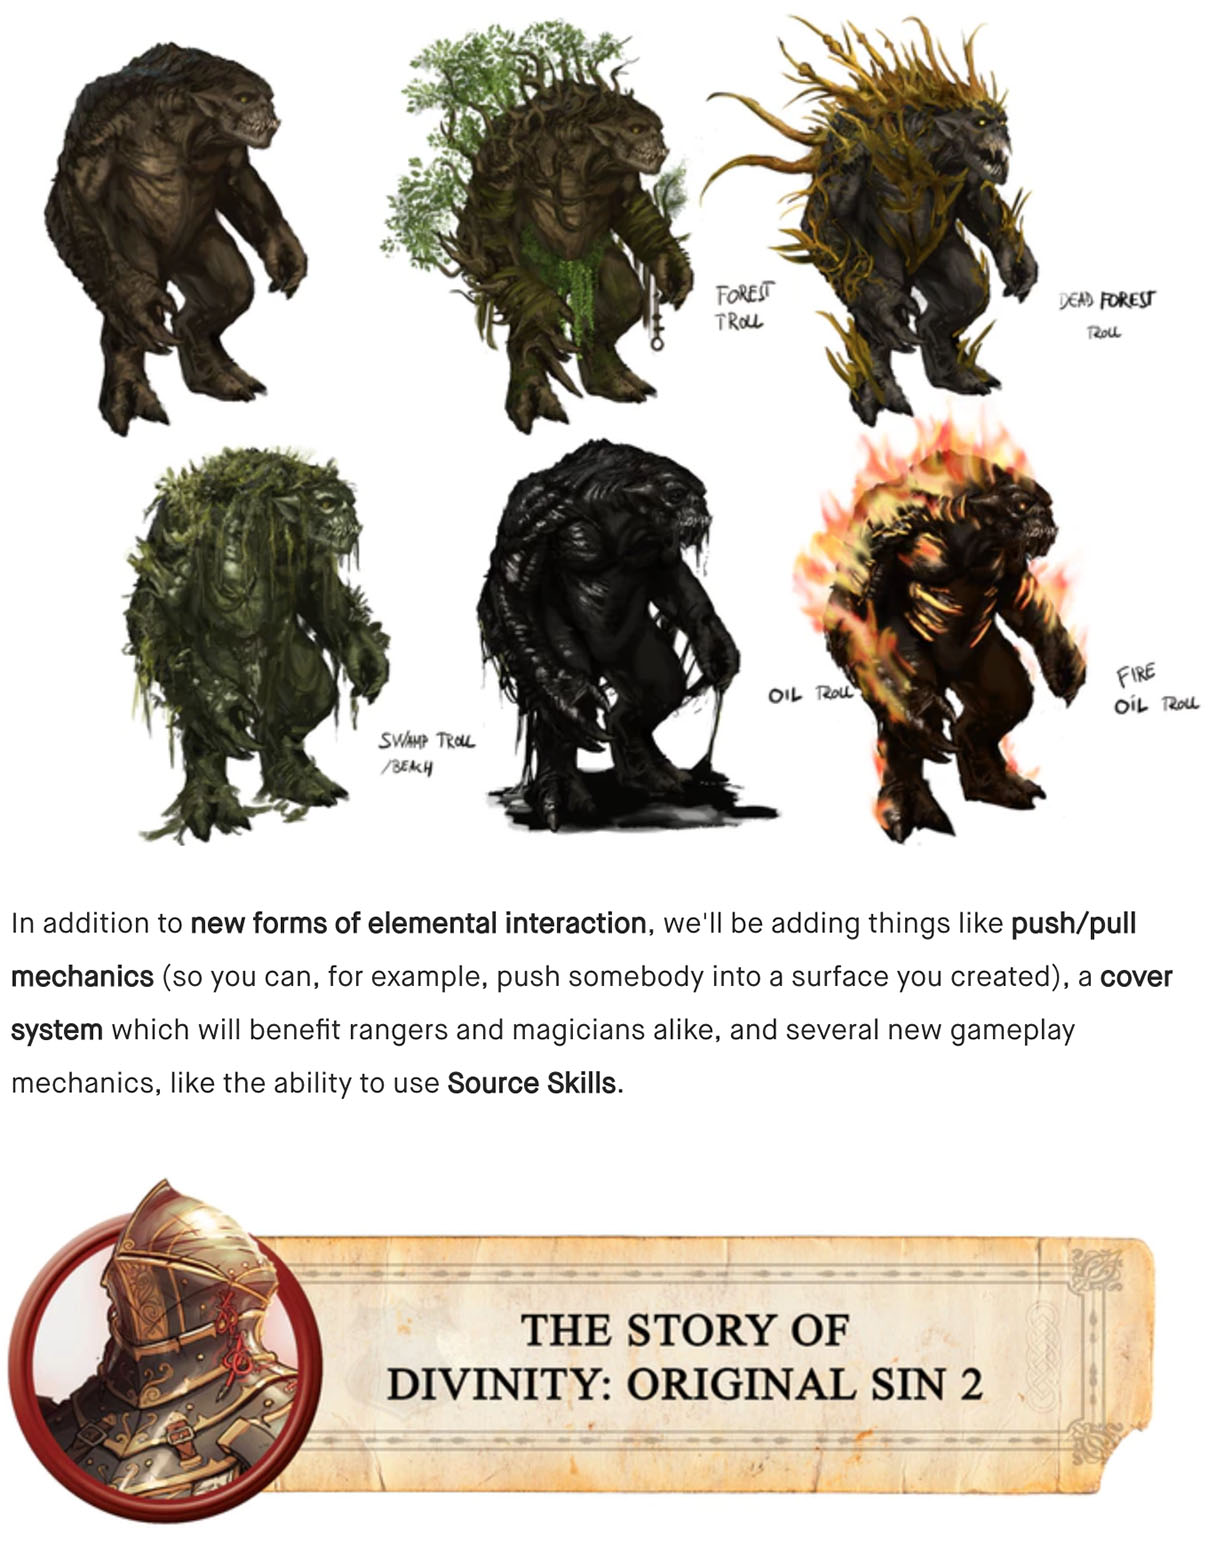 FOREST
TROLL
DEAD FOREST
TROLL
SWAMP TROLL
/BEACH
OIL TROLL
FIRE
OIL TROLL
In addition to new forms of elemental interaction, we'll be adding things like push/pull
mechanics (so you can, for example, push somebody into a surface you created), a cover
system which will benefit rangers and magicians alike, and several new gameplay
mechanics, like the ability to use Source Skills.
THE STORY OF
DIVINITY: ORIGINAL SIN 2